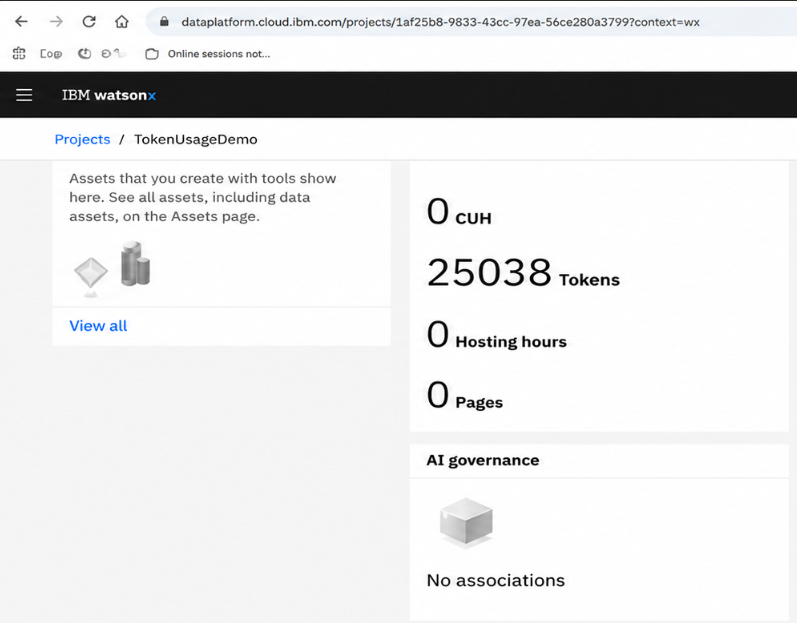 dataplatform.cloud.ibm.com/projects/1af25b8-9833-43cc-97ea-56ce280a3799?context=wx
Online sessions not...
IBM watsonx
Projects / TokenUsageDemo
Assets that you create with tools show
here. See all assets, including data
assets, on the Assets page.
View all
0 CUH
25038 Tokens
0 Hosting hours
0 Pages
AI governance
No associations